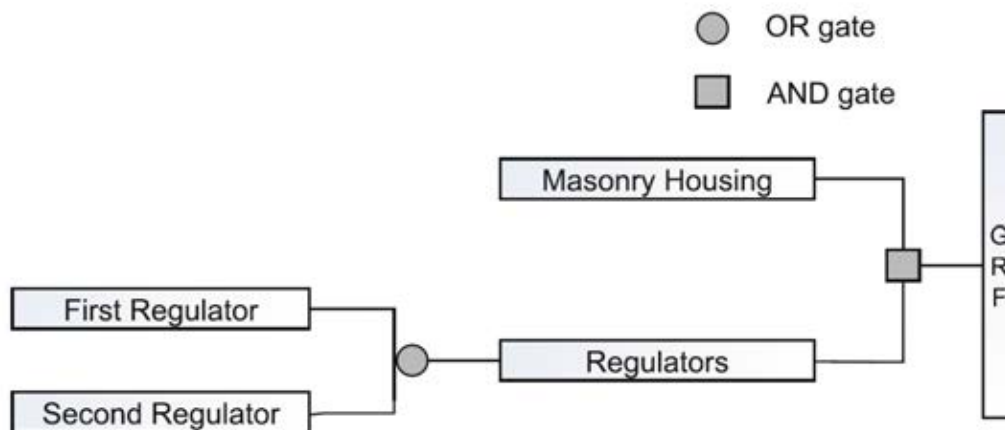 OR gate
AND gate
Masonry Housing
G
R
F
First Regulator
Regulators
Second Regulator